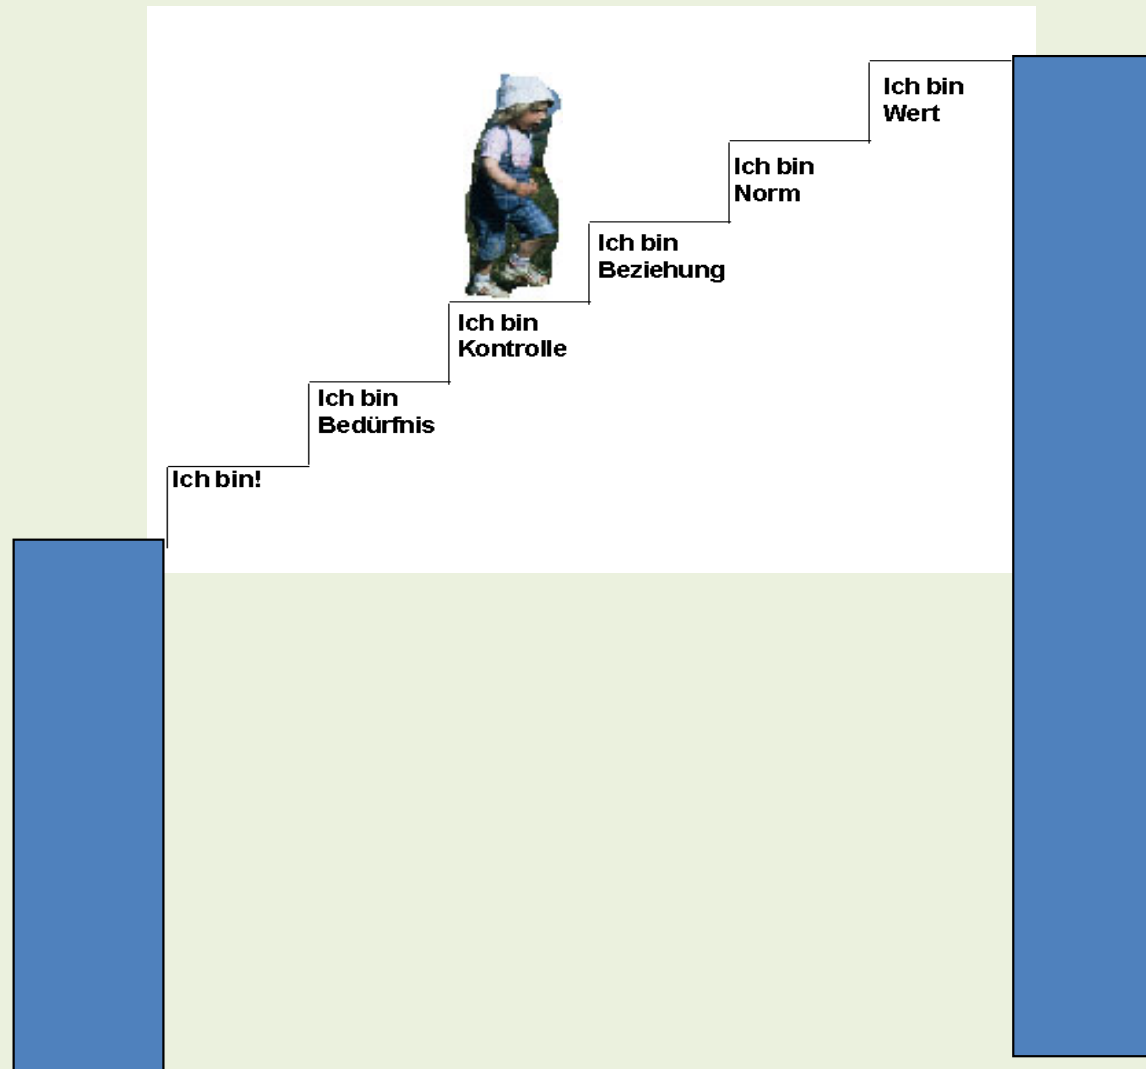 Ich bin
Wert
Ich bin
Norm
Ich bin
Beziehung
Ich bin
Kontrolle
Ich bin
Bedürfnis
Ich bin!